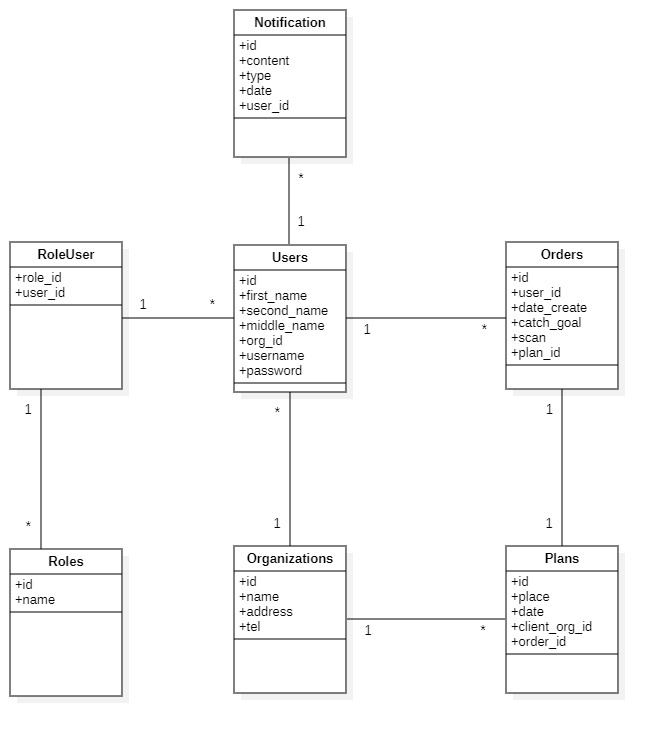 Notification
+id
+content
+type
+date
+user_id
*
1
RoleUser
+role_id
+user_id
1
*
Users
+id
+first_name
+second_name
+middle_name
+org_id
+username
+password
1
*
Orders
+id
+user_id
+date_create
+catch_goal
+scan
+plan_id
1
*
*
1
1
1
Roles
+id
+name
Organizations
+id
+name
+address
+tel
1
*
Plans
+id
+place
+date
+client_org_id
+order_id